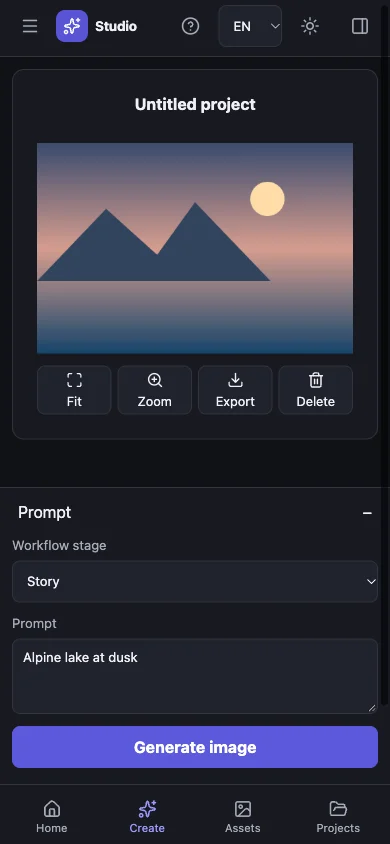 Studio
EN
Untitled project
Fit
Zoom
Export
Delete
Prompt
Workflow stage
Story
Prompt
Alpine lake at dusk
Generate image
Home
Create
Assets
Projects